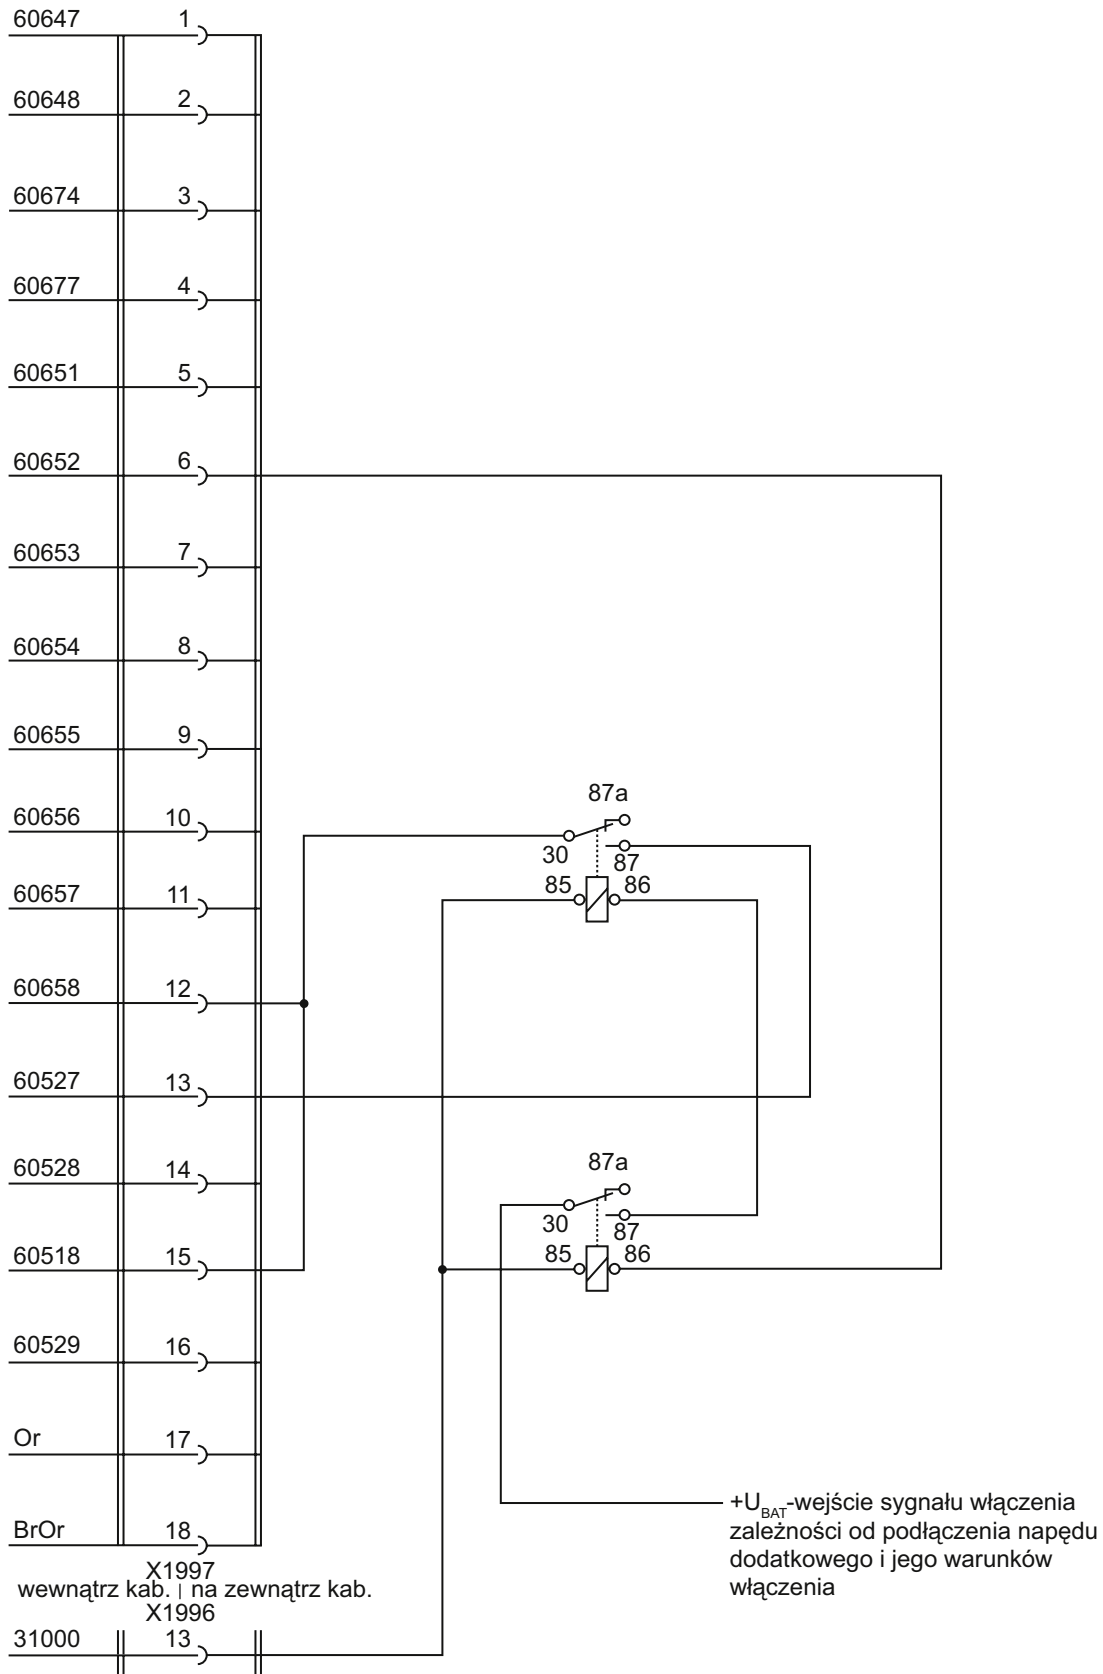 60647 1
60648 2
60674 3
60677 4
60651 5
60652 6
60653 7
60654 8
60655 9
87a
60656 10
30 87
60657 11 85 86
60658 12
60527 13
60528 14 87a
30 87
60518 15 85 86
60529 16
Or 17
+UBAT-wejście sygnału włączenia
zależności od podłączenia napędu
dodatkowego i jego warunków
włączenia
BrOr 18
X1997
wewnątrz kab. | na zewnątrz kab.
X1996
31000 13